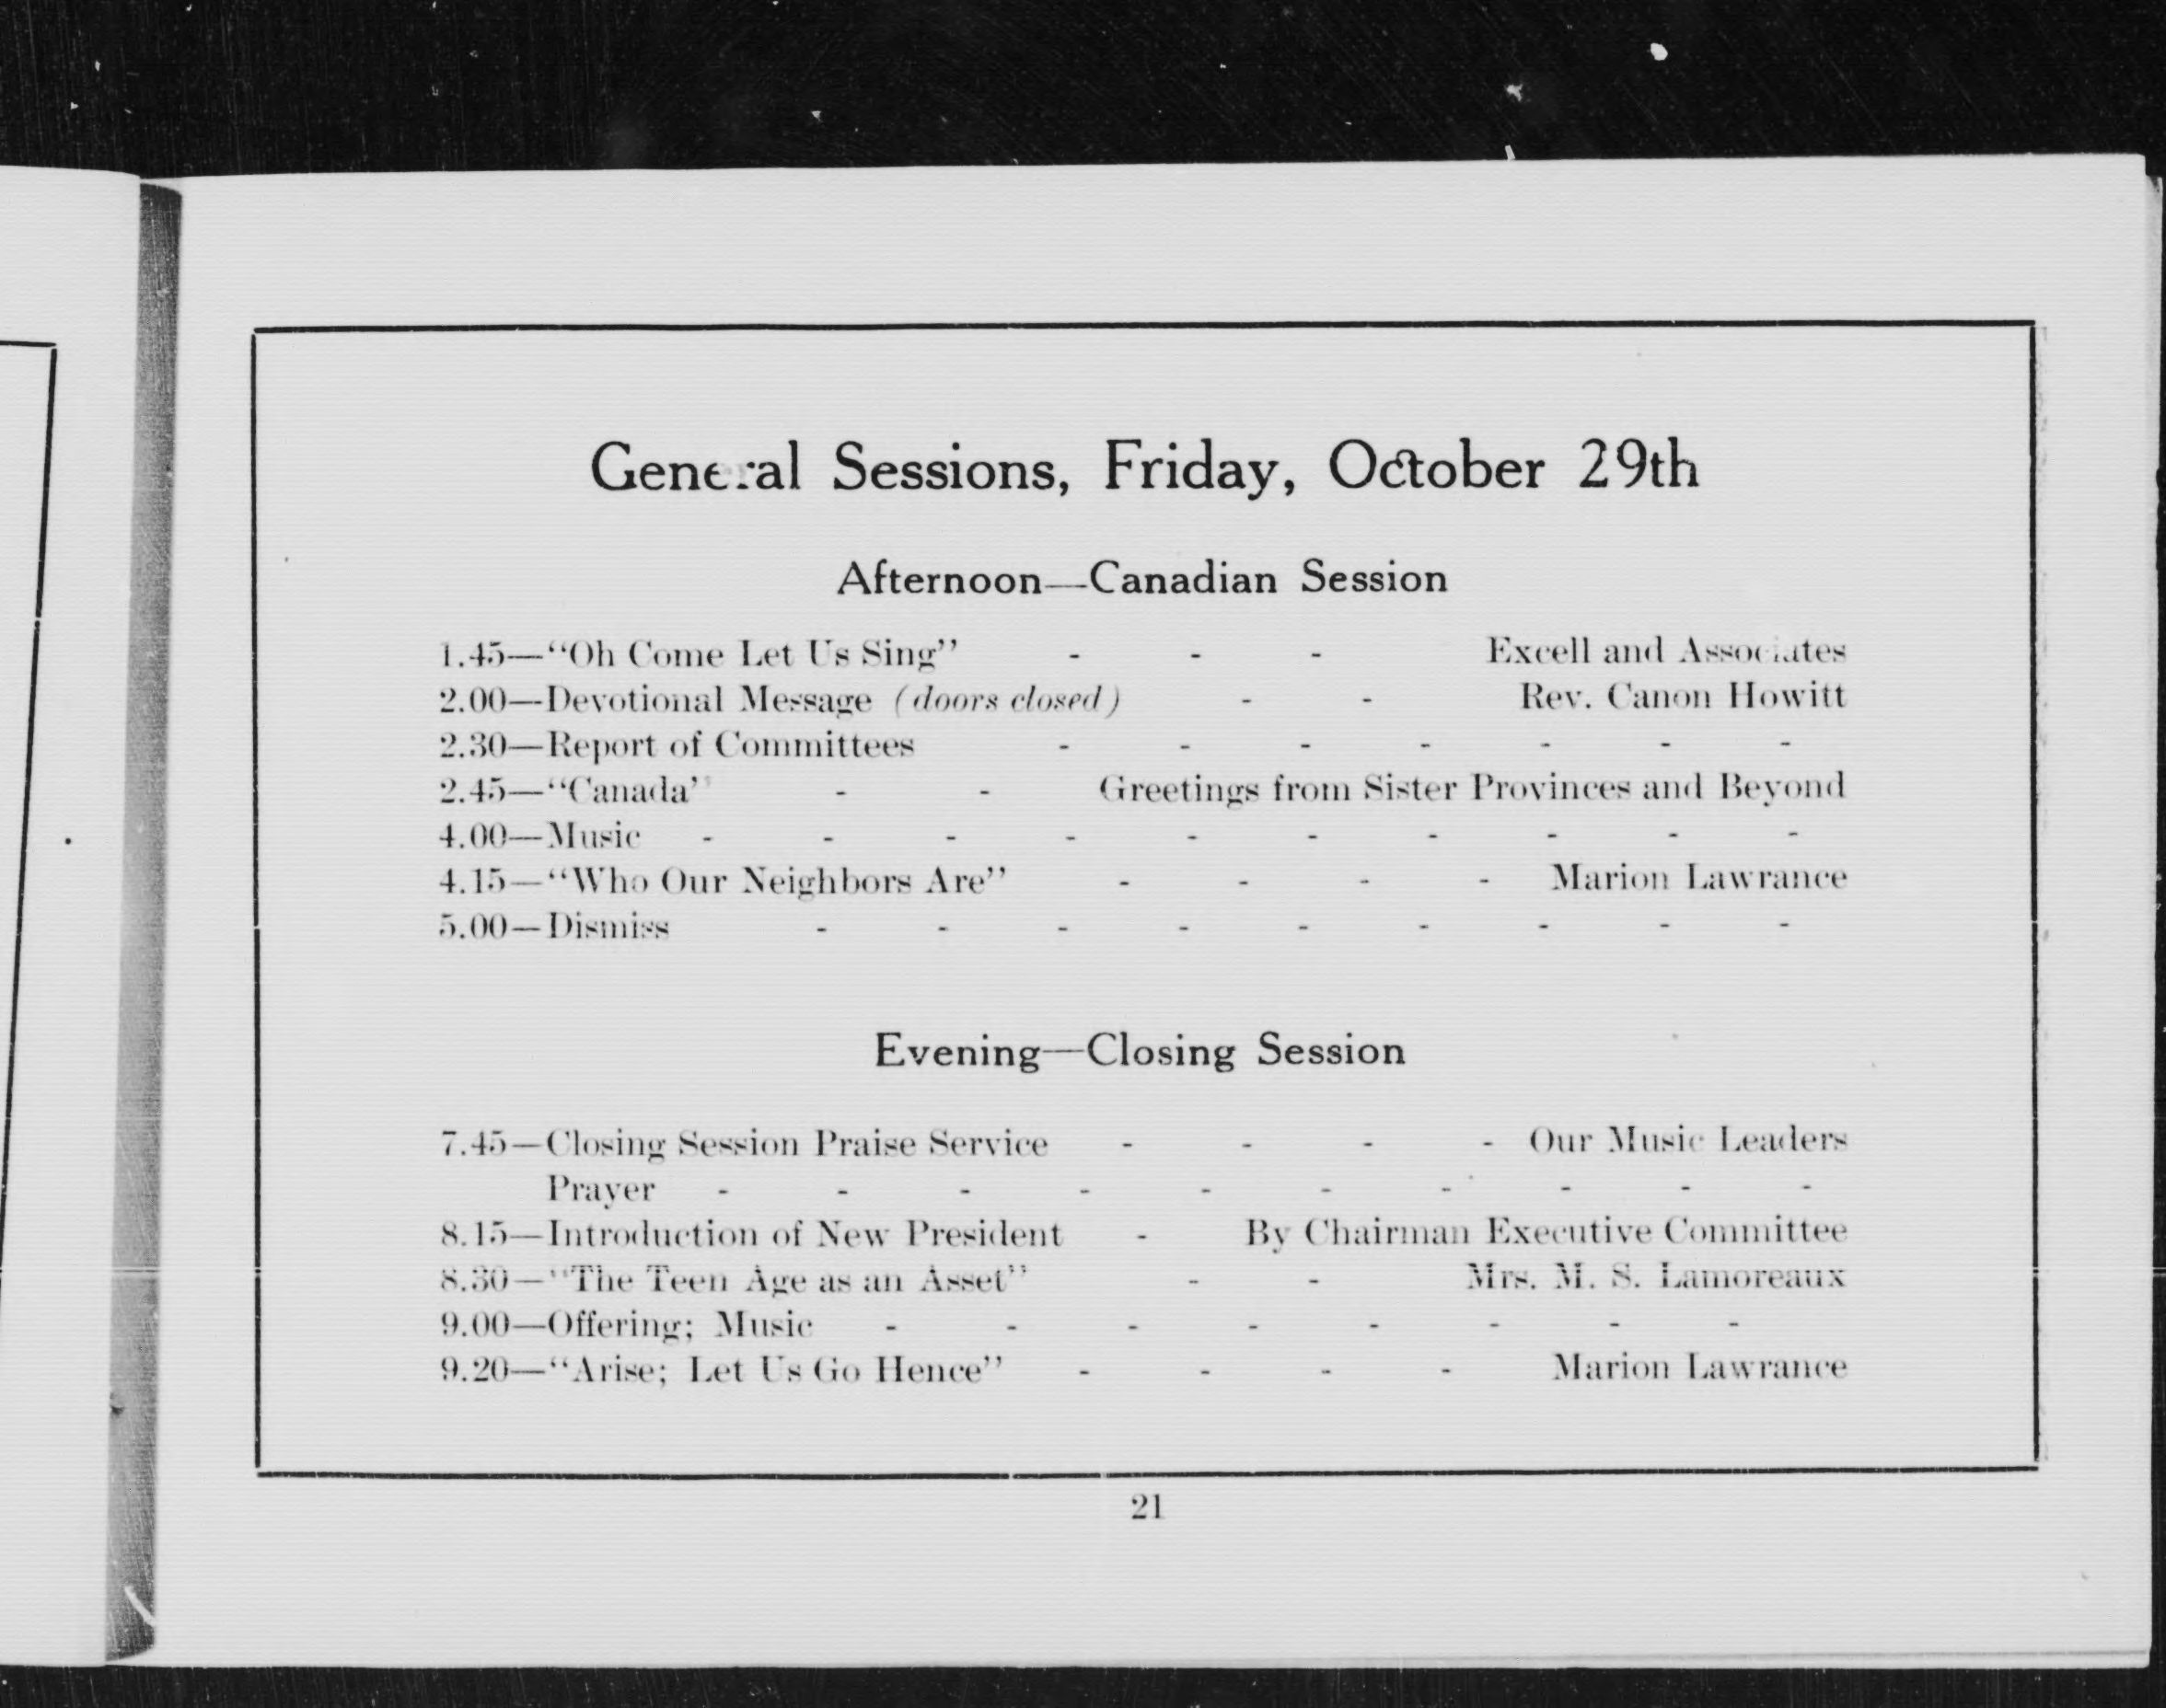 General Sessions, Friday, October 29th
Afternoon—Canadian Session
1.45—“Oh Come Let Us Sing” - - - Excell and Associates
2.00—Devotional Message (doors closed) - - Rev. Canon Howitt
2.30—Report of Committees - - - - - - -
2.45—“Canada” - - Greetings from Sister Provinces and Beyond
4.00—Music - - - - - - - - - -
4.15—“Who Our Neighbors Are” - - - - Marion Lawrance
5.00—Dismiss - - - - - - - - -
Evening—Closing Session
7.45—Closing Session Praise Service - - - - Our Music Leaders
Prayer - - - - - - - - - -
8.15—Introduction of New President - By Chairman Executive Committee
8.30—“The Teen Age as an Asset” - - Mrs. M. S. Lamoreaux
9.00—Offering; Music - - - - - - - -
9.20—“Arise; Let Us Go Hence” - - - - Marion Lawrance
21